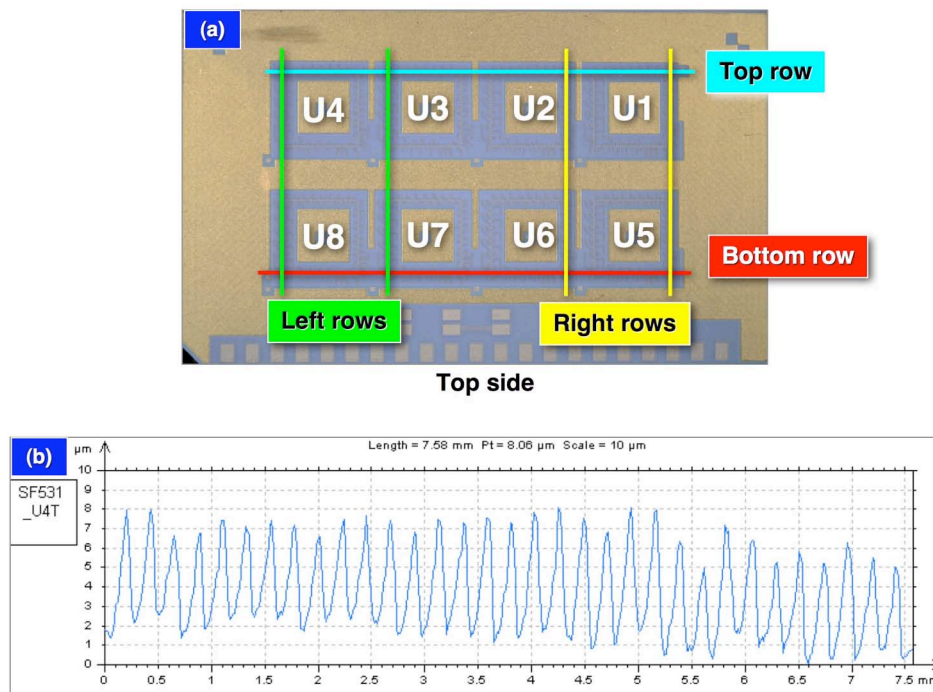 (a)
Top row
U4 U3 U2 U1
U8 U7 U6 U5
Bottom row
Left rows
Right rows
Top side
(b)
µm
Length = 7.58 mm Pt = 8.06 µm Scale = 10 µm
SF531
_U4T
10
9
8
7
6
5
4
3
2
1
0
0 0.5 1 1.5 2 2.5 3 3.5 4 4.5 5 5.5 6 6.5 7 7.5 mm